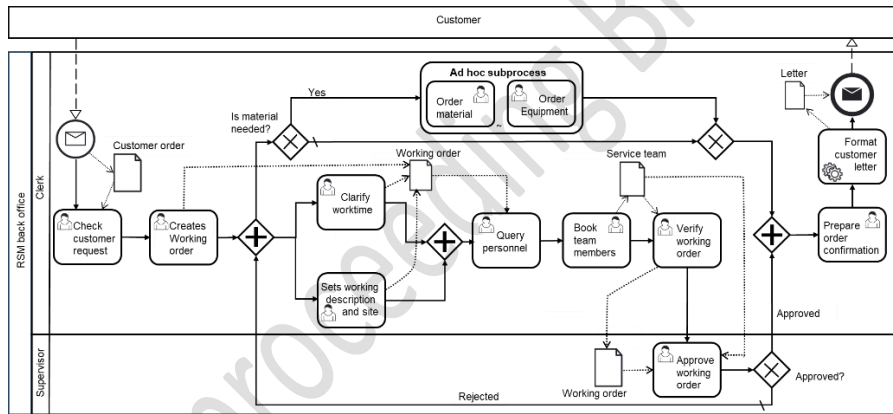 Customer
RSM back office
Clerk
Supervisor
Customer order
Check
customer
request
Creates
Working
order
Is material
needed?
Yes
Ad hoc subprocess
Order
material
~
Order
Equipment
Working order
Clarify
worktime
Sets working
description
and site
Query
personnel
Service team
Book
team
members
Verify
working
order
Letter
Format
customer
letter
Prepare
order
confirmation
Approved
Working order
Approve
working
order
Approved?
Rejected
proceeding